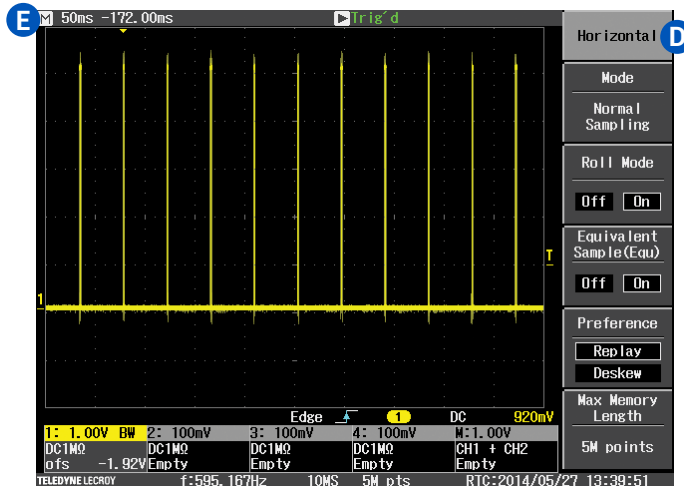 E
M 50ms -172.00ms Trig'd
Horizontal
D
Mode
Normal
Sampling
Roll Mode
Off On
Equivalent
Sample(Equ)
Off On
T
1
Preference
Replay
Deskew
Max Memory
Length
5M points
Edge 1 DC 920mV
1: 1.00V BW 2: 100mV 3: 100mV 4: 100mV M:1.00V
DC1MΩ DC1MΩ DC1MΩ DC1MΩ CH1 + CH2
ofs -1.92V Empty Empty Empty Empty
TELEDYNE LECROY f:595.167Hz 10MS 5M pts RTC:2014/05/27 13:39:51